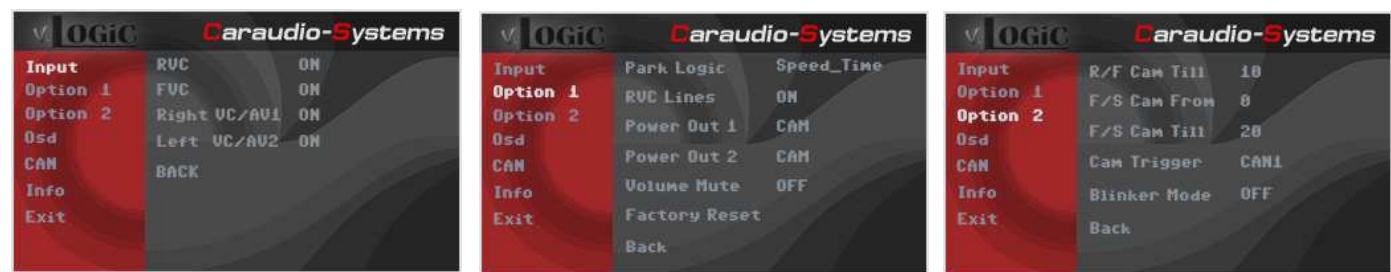 v.LOGiC Caraudio-Systems
Input RVC ON
Option 1 FVC ON
Option 2 Right VC/AV1 ON
Osd Left VC/AV2 ON
CAN BACK
Info
Exit
v.LOGiC Caraudio-Systems
Input Park Logic Speed_Time
Option 1 RVC Lines ON
Option 2 Power Out 1 CAM
Osd Power Out 2 CAM
CAN Volume Mute OFF
Info Factory Reset
Exit Back
v.LOGiC Caraudio-Systems
Input R/F Cam Till 10
Option 1 F/S Cam From 0
Option 2 F/S Cam Till 20
Osd Cam Trigger CAN1
CAN Blinker Mode OFF
Info Back
Exit